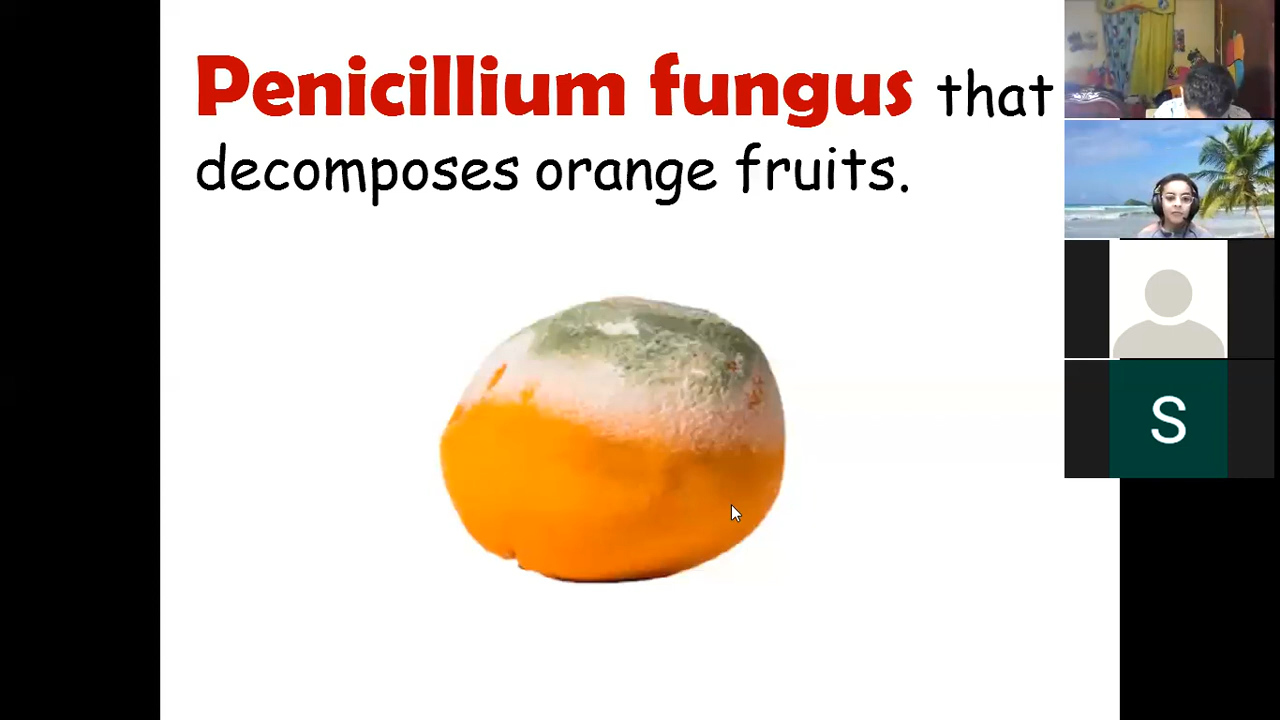 Penicillium fungus that
decomposes orange fruits.
S